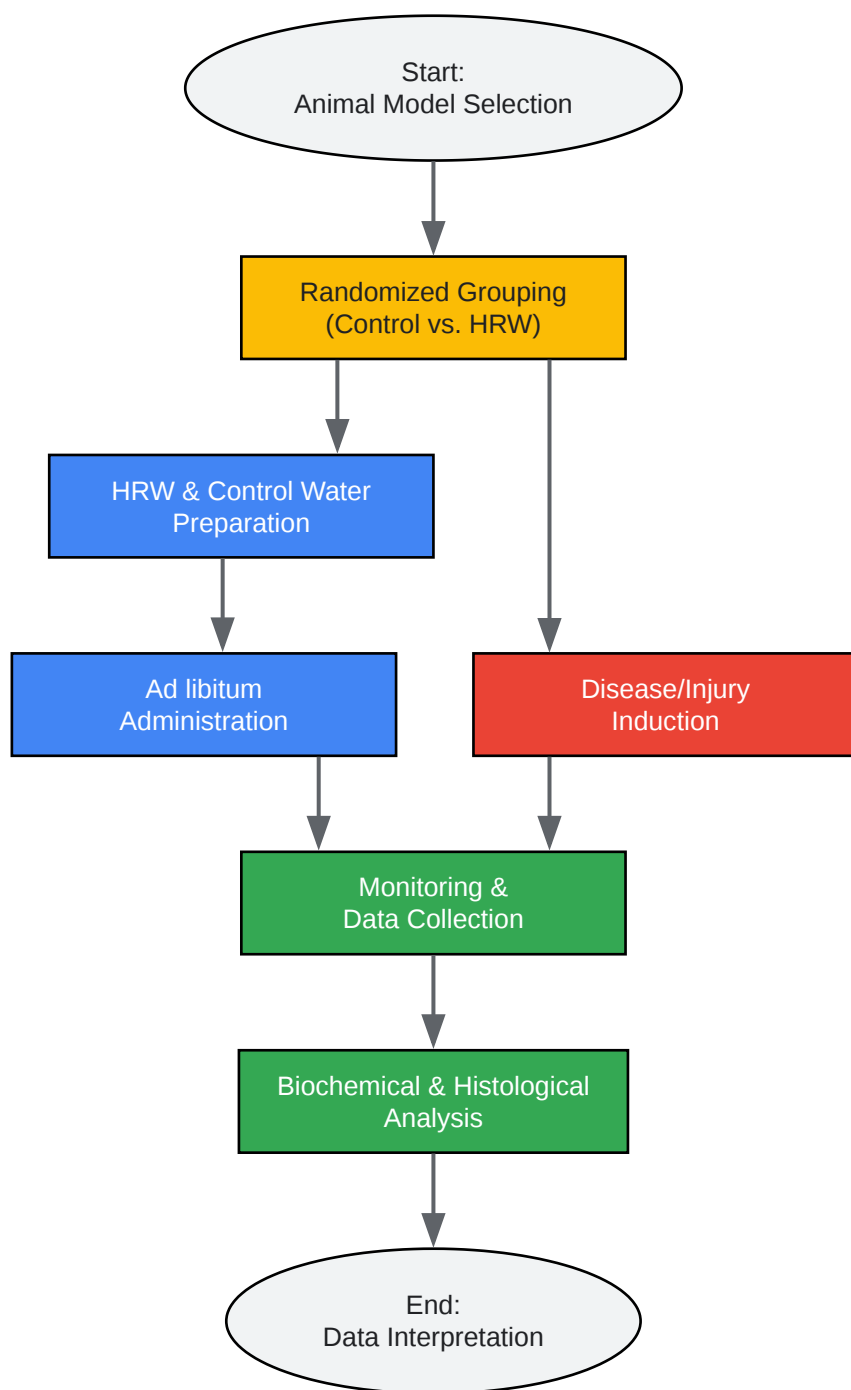 Start:
Animal Model Selection
Randomized Grouping
(Control vs. HRW)
HRW & Control Water
Preparation
Ad libitum
Administration
Disease/Injury
Induction
Monitoring &
Data Collection
Biochemical & Histological
Analysis
End:
Data Interpretation